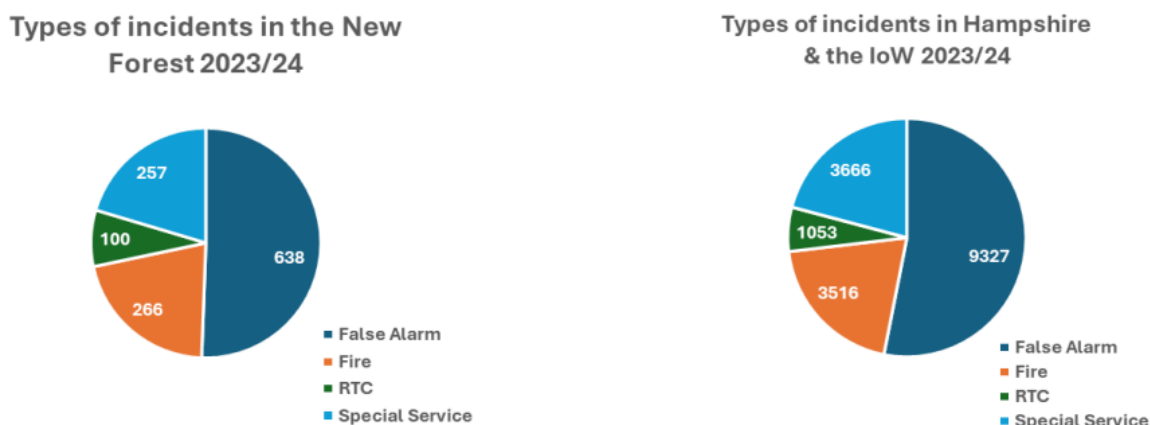 Types of incidents in the New
Forest 2023/24
257
100
638
266
False Alarm
Fire
RTC
Special Service
Types of incidents in Hampshire
& the IoW 2023/24
3666
1053
9327
3516
False Alarm
Fire
RTC
Special Service